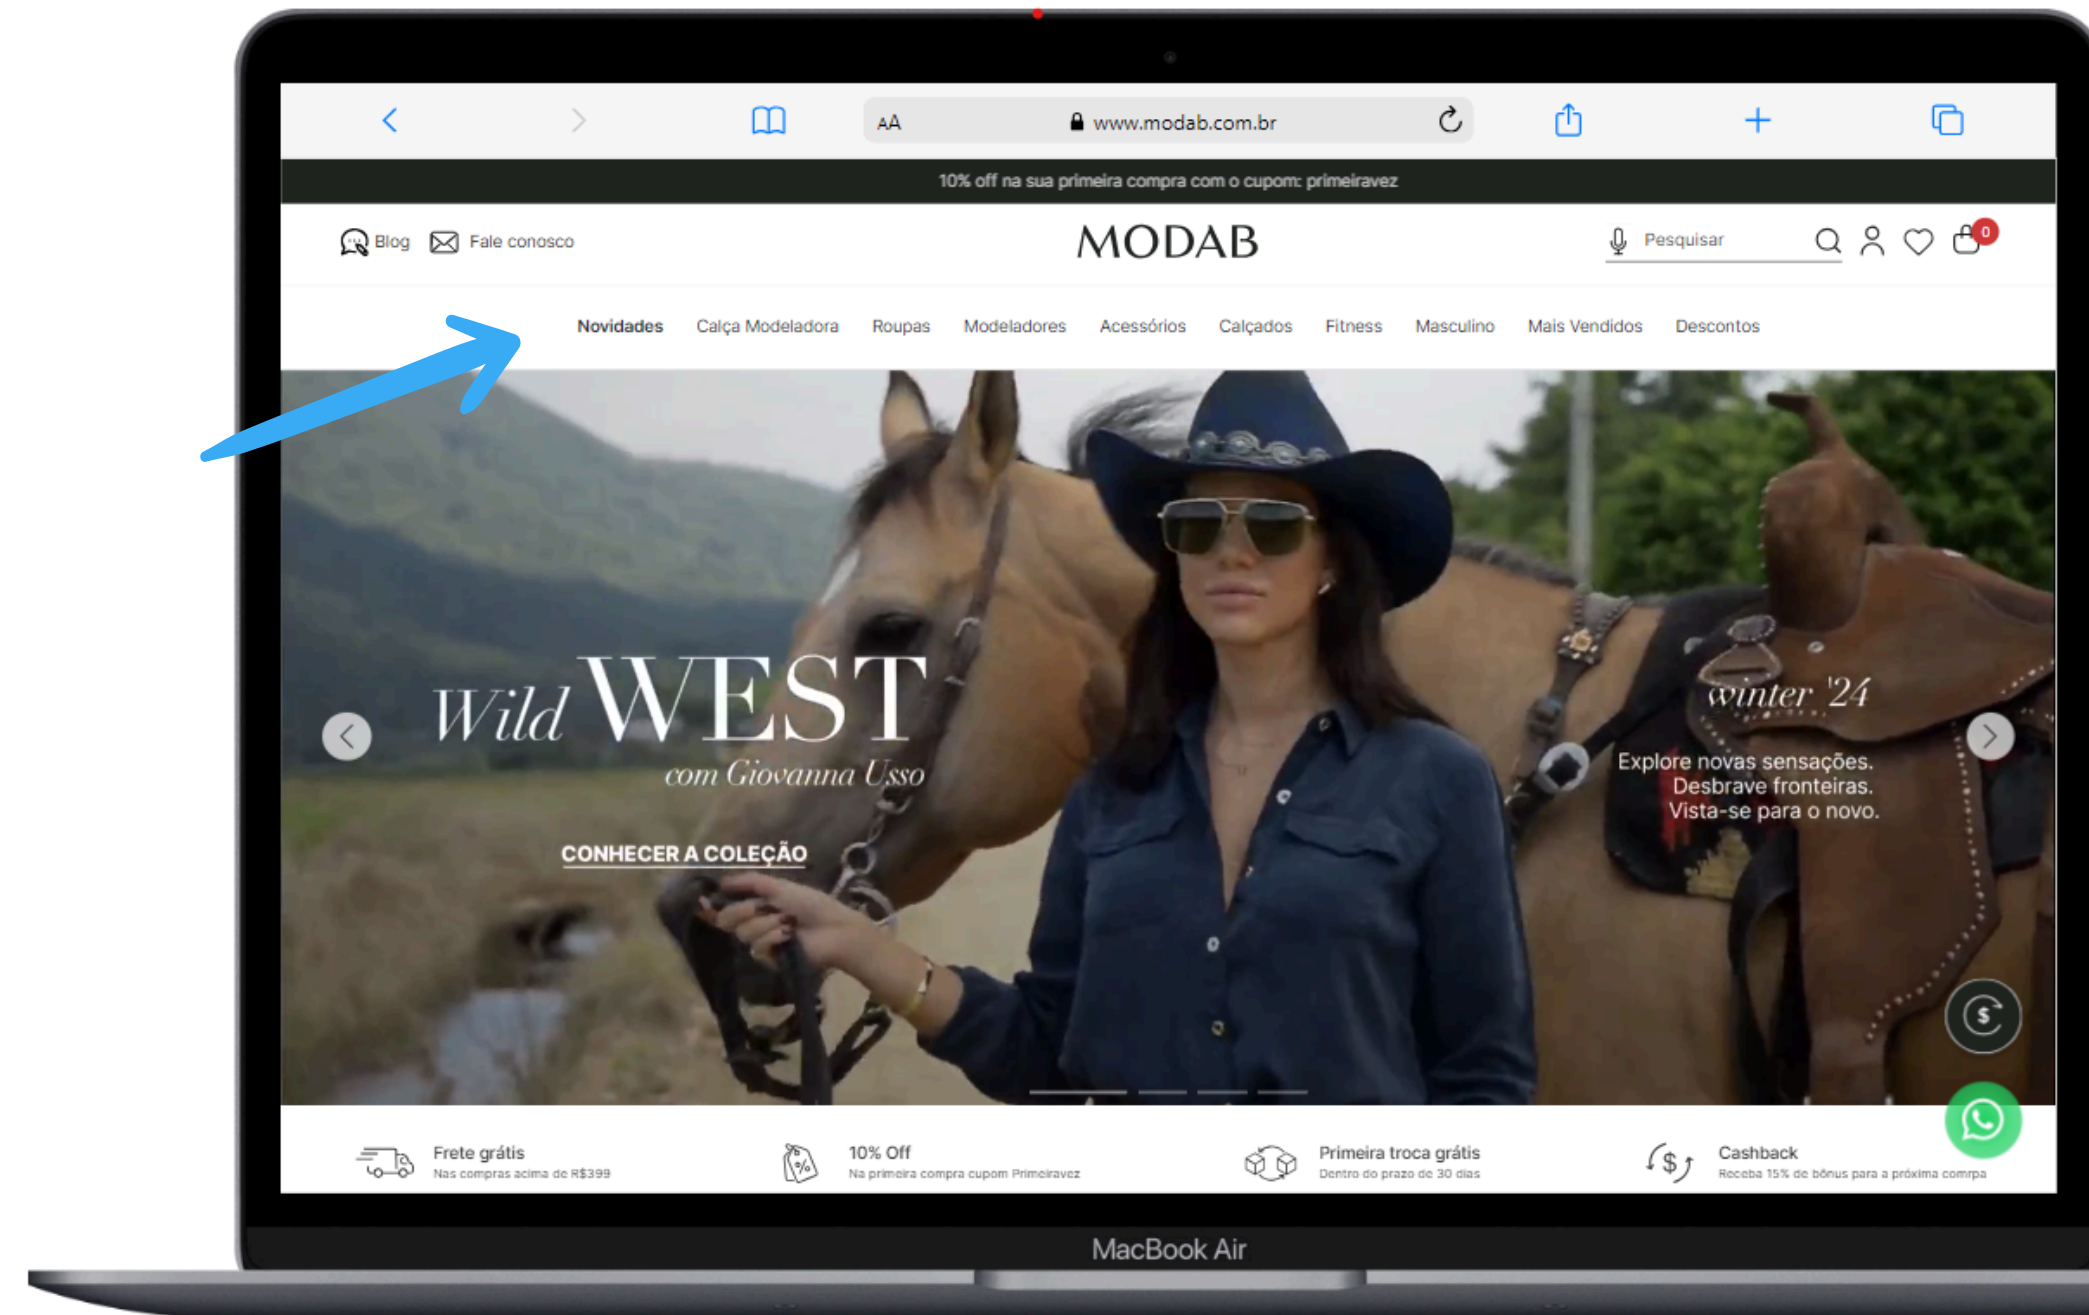 AA www.modab.com.br
10% off na sua primeira compra com o cupom: primeiravez
Blog Fale conosco MODAB Pesquisar 0
Novidades Calça Modeladora Roupas Modeladores Acessórios Calçados Fitness Masculino Mais Vendidos Descontos
Wild WEST
com Giovanna Usso
CONHECER A COLEÇÃO
winter '24
Explore novas sensações.
Desbrave fronteiras.
Vista-se para o novo.
Frete grátis
Nas compras acima de R$399
10% Off
Na primeira compra cupom Primeiravez
Primeira troca grátis
Dentro do prazo de 30 dias
Cashback
Receba 15% de bônus para a próxima comrpa
MacBook Air